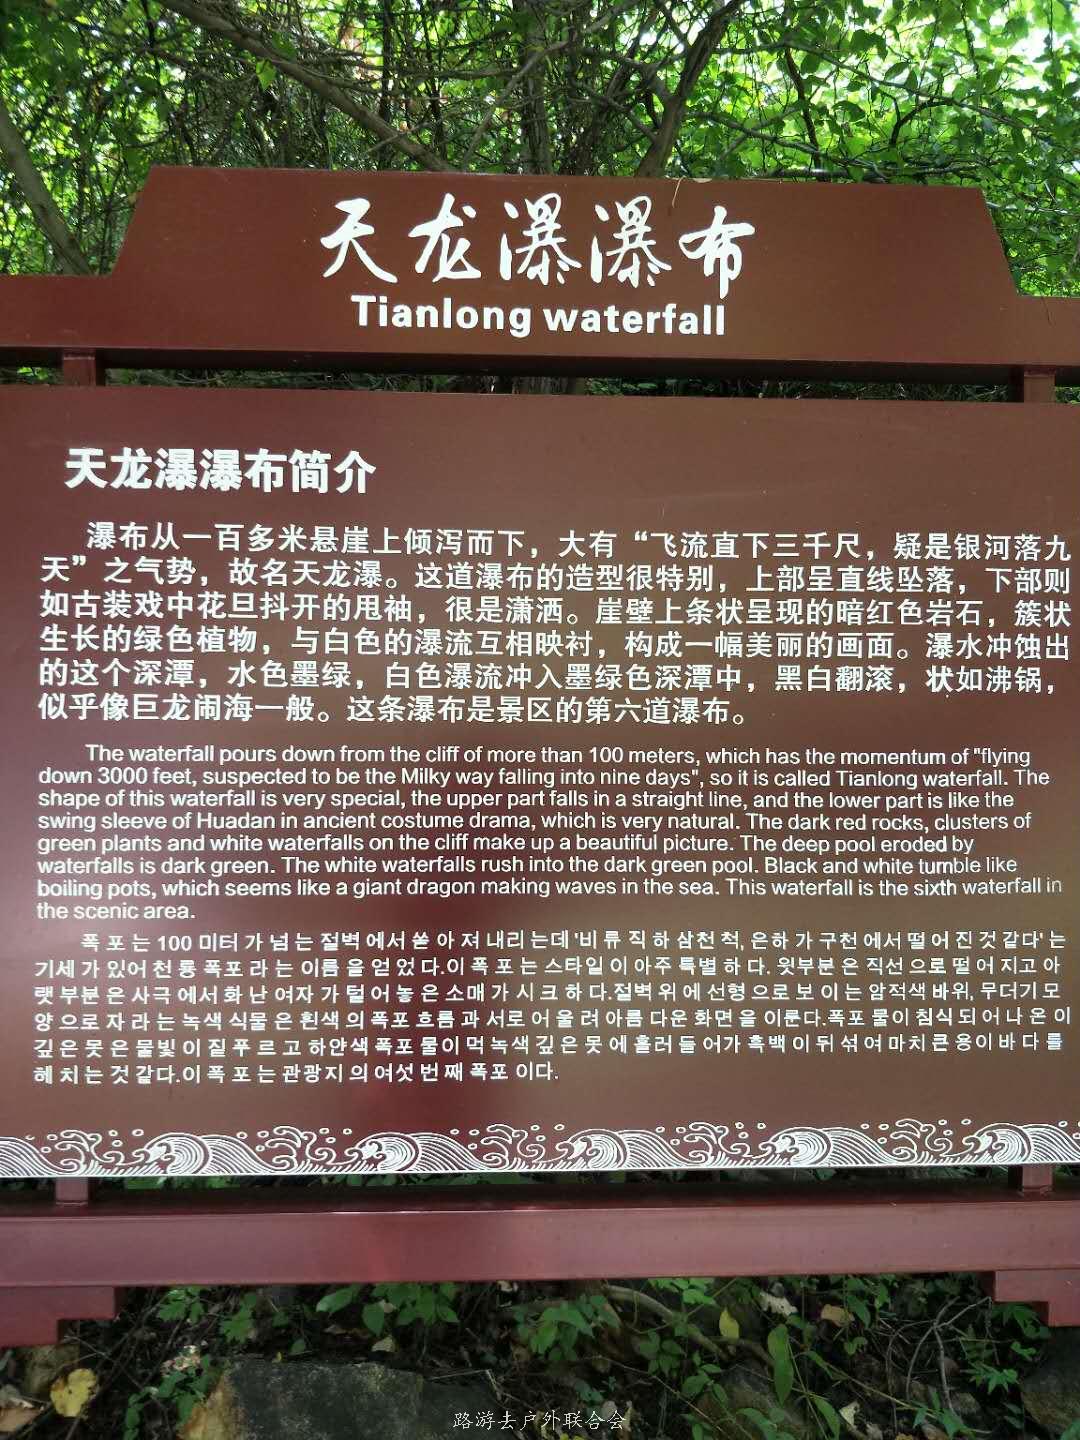 天龙瀑瀑布
Tianlong waterfall
天龙瀑瀑布简介
瀑布从一百多米悬崖上倾泻而下，大有“飞流直下三千尺，疑是银河落九
天”之气势，故名天龙瀑。这道瀑布的造型很特别，上部呈直线坠落，下部则
如古装戏中花旦抖开的甩袖，很是潇洒。崖壁上条状呈现的暗红色岩石，簇状
生长的绿色植物，与白色的瀑流互相映衬，构成一幅美丽的画面。瀑水冲蚀出
的这个深潭，水色墨绿，白色瀑流冲入墨绿色深潭中，黑白翻滚，状如沸锅，
似乎像巨龙闹海一般。这条瀑布是景区的第六道瀑布。
The waterfall pours down from the cliff of more than 100 meters, which has the momentum of "flying
down 3000 feet, suspected to be the Milky way falling into nine days", so it is called Tianlong waterfall. The
shape of this waterfall is very special, the upper part falls in a straight line, and the lower part is like the
swing sleeve of Huadan in ancient costume drama, which is very natural. The dark red rocks, clusters of
green plants and white waterfalls on the cliff make up a beautiful picture. The deep pool eroded by
waterfalls is dark green. The white waterfalls rush into the dark green pool. Black and white tumble like
boiling pots, which seems like a giant dragon making waves in the sea. This waterfall is the sixth waterfall in
the scenic area.
폭포는 100 미터가 넘는 절벽에서 쏟아져 내리는데 '비류직하 삼천척, 은하가 구천에서 떨어진 것 같다' 는
기세가 있어 천룡폭포라는 이름을 얻었다.이 폭포는 스타일이 아주 특별하다. 윗부분은 직선으로 떨어지고 아
랫부분은 사극에서 화난 여자가 털어놓은 소매가 시크하다.절벽 위에 선형으로 보이는 암적색 바위, 무더기 모
양으로 자라는 녹색 식물은 흰색의 폭포 흐름과 서로 어울려 아름다운 화면을 이룬다.폭포 물이 침식되어 나온 이
깊은 못은 물빛이 짙푸르고 하얀색 폭포 물이 먹녹색 깊은 못에 흘러들어가 흑백이 뒤섞여 마치 큰 용이 바다를
헤치는 것 같다.이 폭포는 관광지의 여섯 번째 폭포이다.
路游去户外联合会